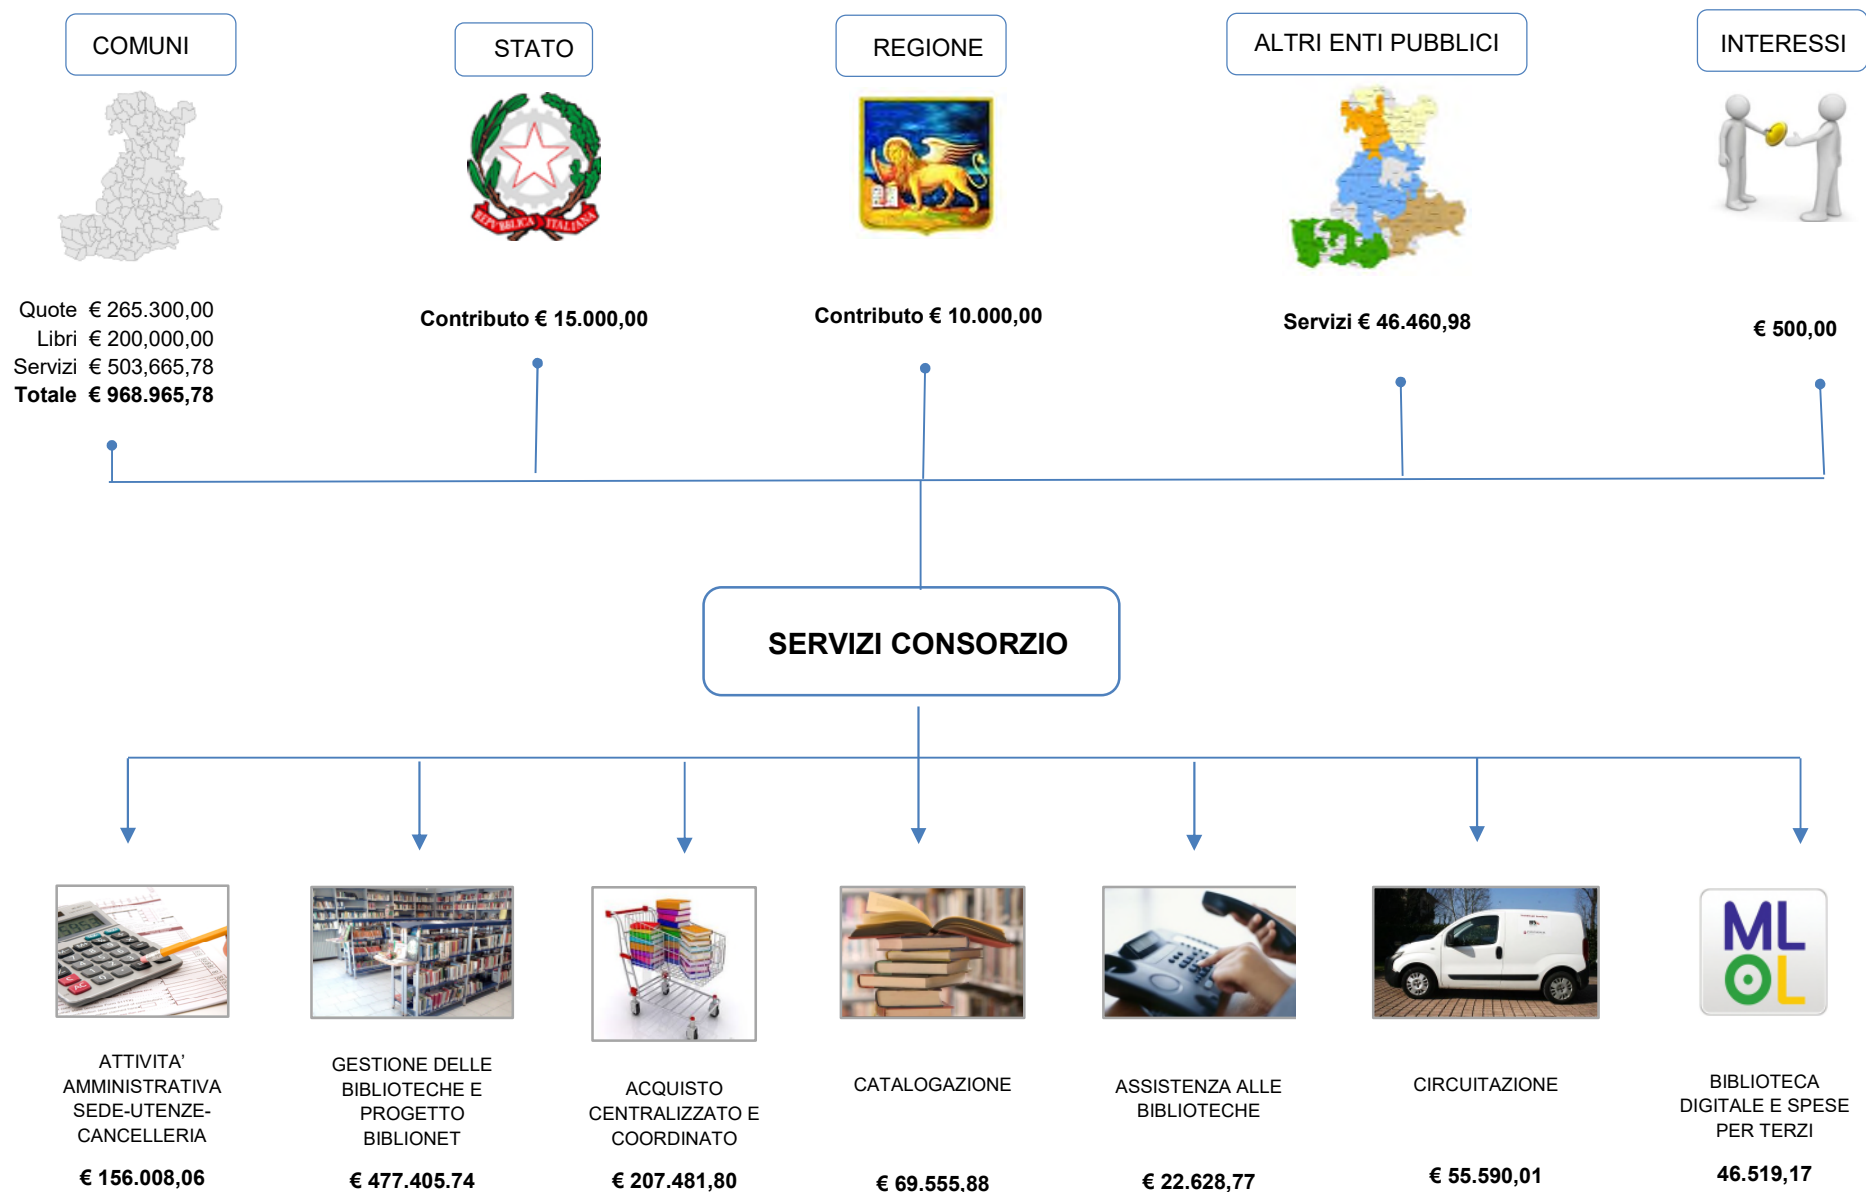 COMUNI
STATO
REGIONE
ALTRI ENTI PUBBLICI
INTERESSI
REPVBBLICA ITALIANA
Quote € 265.300,00
Libri € 200,000,00
Servizi € 503,665,78
Totale € 968.965,78
Contributo € 15.000,00
Contributo € 10.000,00
Servizi € 46.460,98
€ 500,00
SERVIZI CONSORZIO
ML
OL
ATTIVITA’
AMMINISTRATIVA
SEDE-UTENZE-
CANCELLERIA
€ 156.008,06
GESTIONE DELLE
BIBLIOTECHE E
PROGETTO
BIBLIONET
€ 477.405.74
ACQUISTO
CENTRALIZZATO E
COORDINATO
€ 207.481,80
CATALOGAZIONE
€ 69.555,88
ASSISTENZA ALLE
BIBLIOTECHE
€ 22.628,77
CIRCUITAZIONE
€ 55.590,01
BIBLIOTECA
DIGITALE E SPESE
PER TERZI
46.519,17